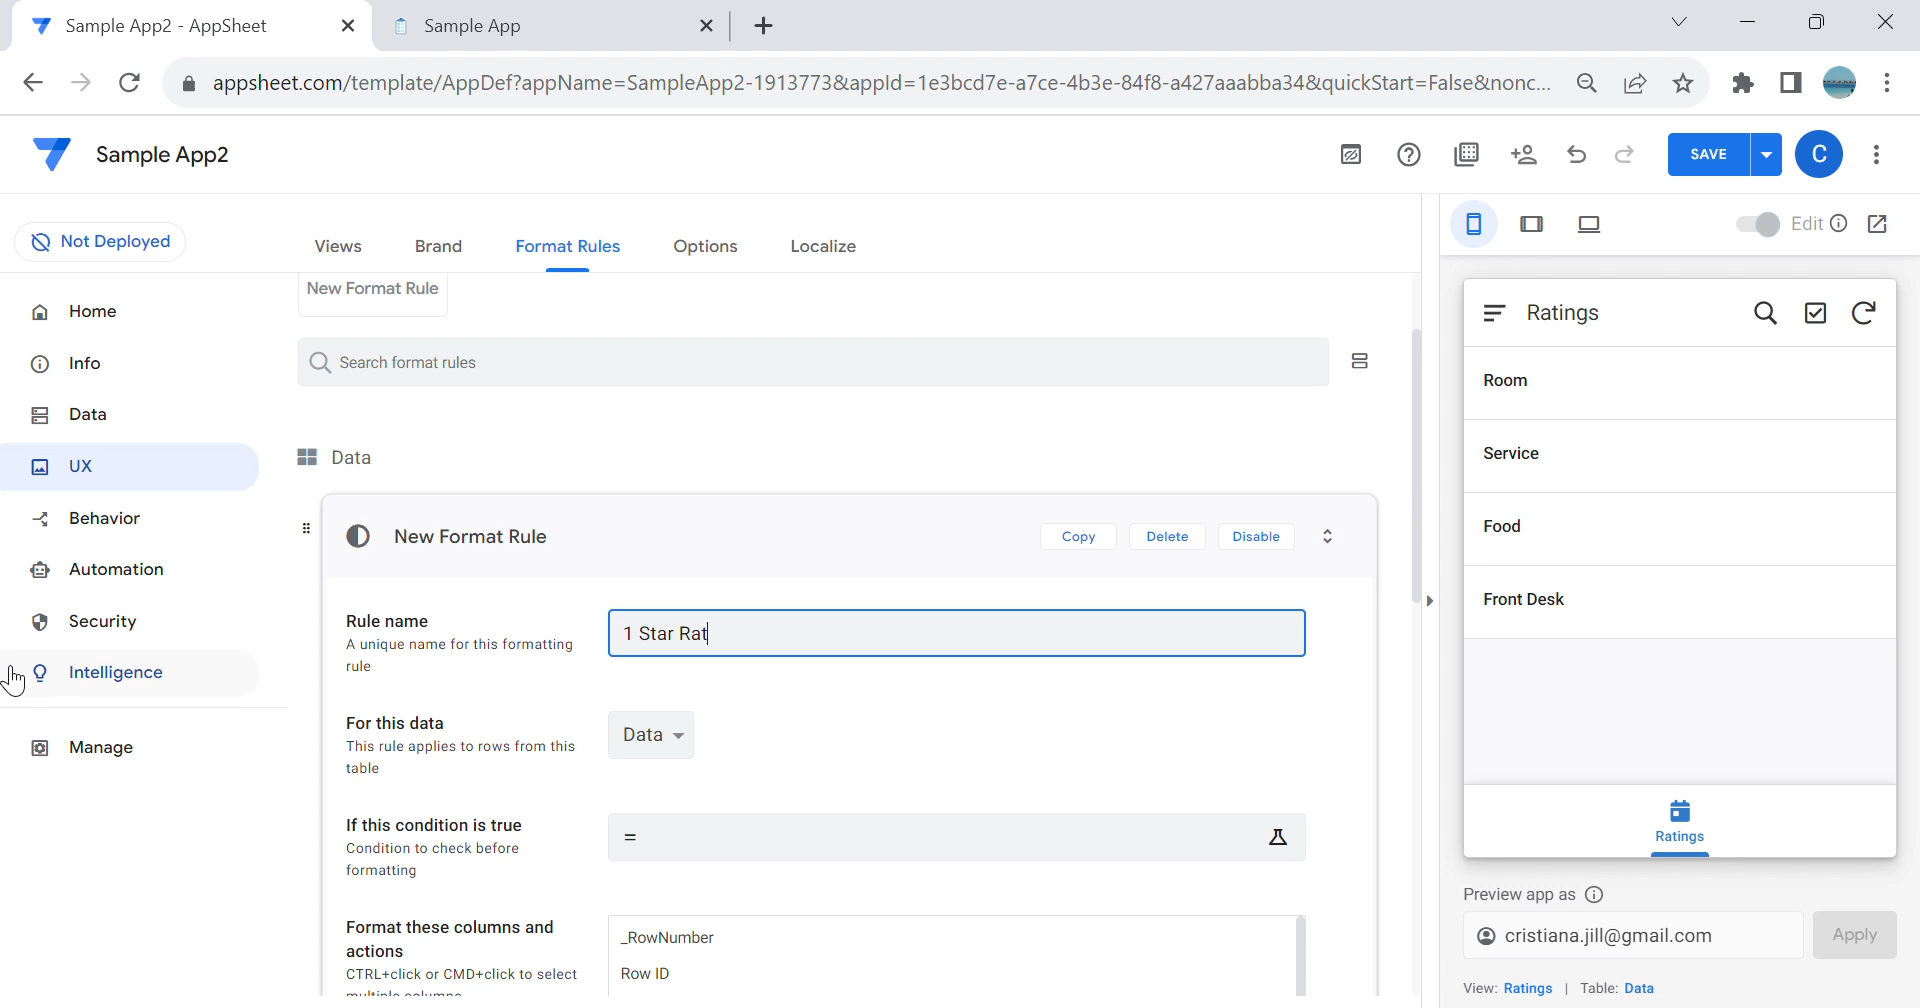 Sample App2 - AppSheet
Sample App
appsheet.com/template/AppDef?appName=SampleApp2-1913773&appId=1e3bcd7e-a7ce-4b3e-84f8-a427aaabba34&quickStart=False&nonc...
Sample App2
SAVE
C
Not Deployed
Views
Brand
Format Rules
Options
Localize
Edit
Home
Info
Data
UX
Behavior
Automation
Security
Intelligence
Manage
New Format Rule
Search format rules
Data
New Format Rule
Copy
Delete
Disable
Rule name
A unique name for this formatting
rule
1 Star Rat
For this data
This rule applies to rows from this
table
Data
If this condition is true
Condition to check before
formatting
=
Format these columns and
actions
CTRL+click or CMD+click to select
multiple columns
_RowNumber
Row ID
Ratings
Room
Service
Food
Front Desk
Ratings
Preview app as
cristiana.jill@gmail.com
Apply
View: Ratings | Table: Data